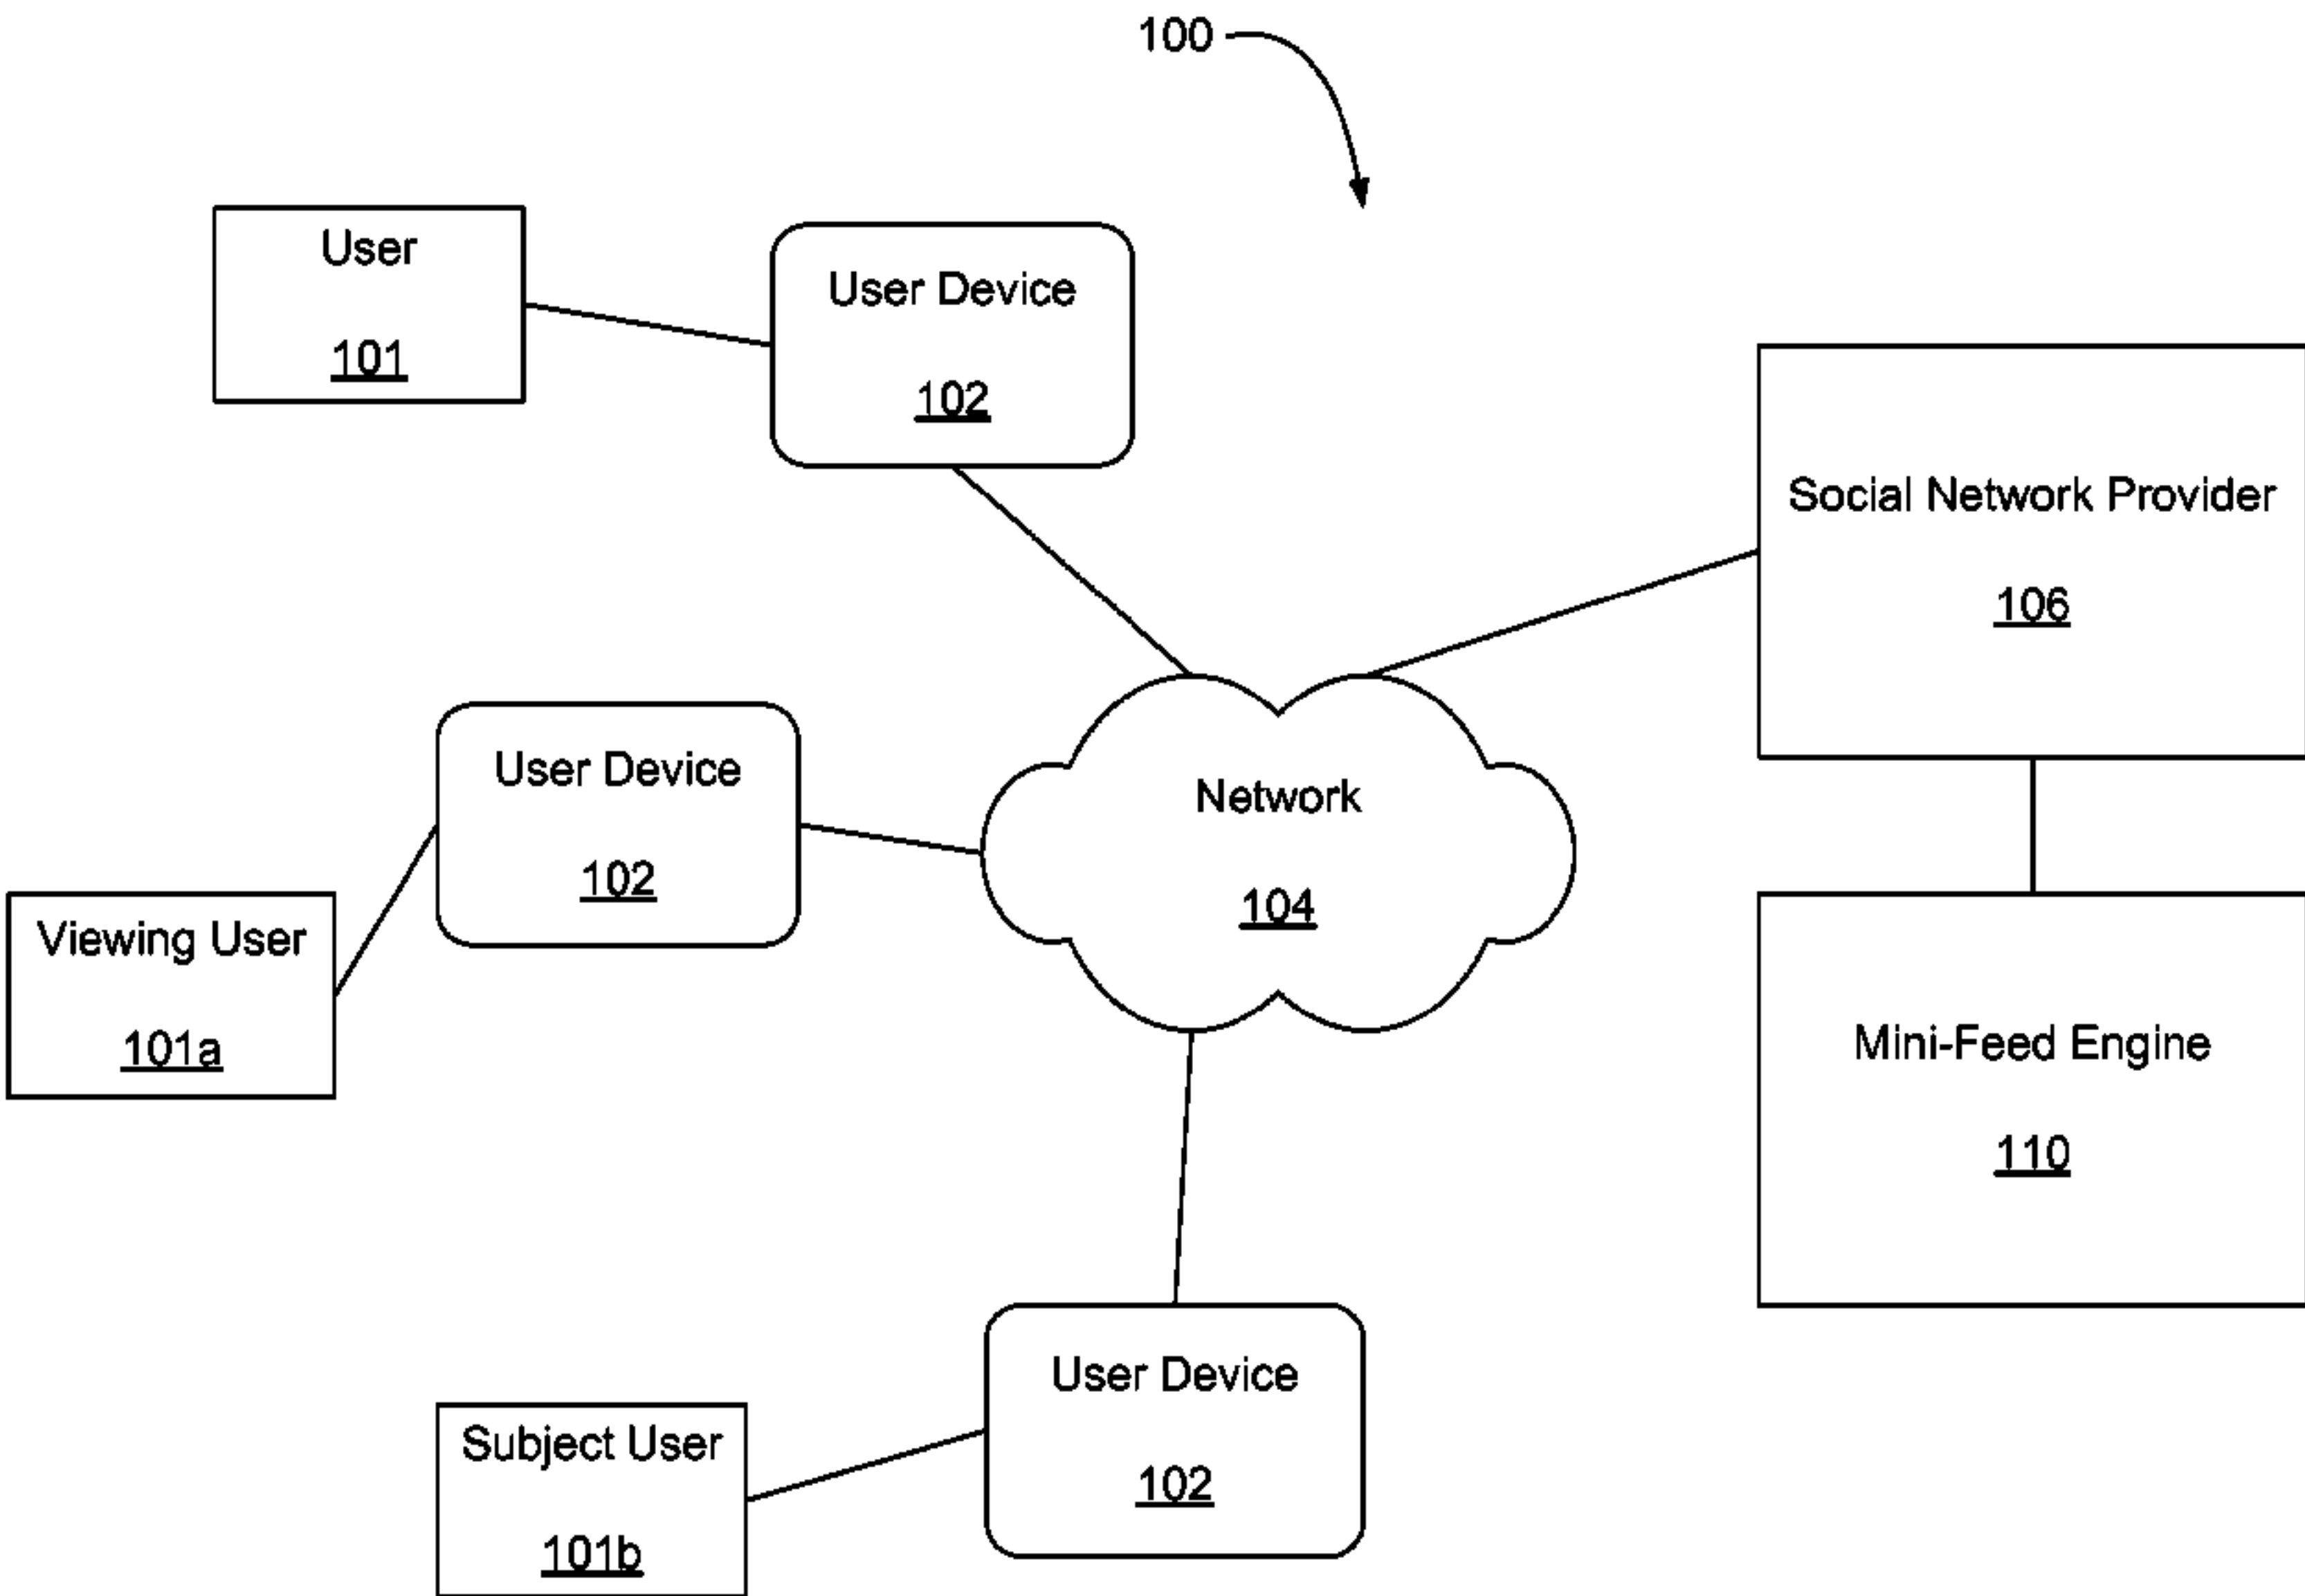 100
User
101
User Device
102
Social Network Provider
106
User Device
102
Network
104
Viewing User
101a
Mini-Feed Engine
110
User Device
102
Subject User
101b